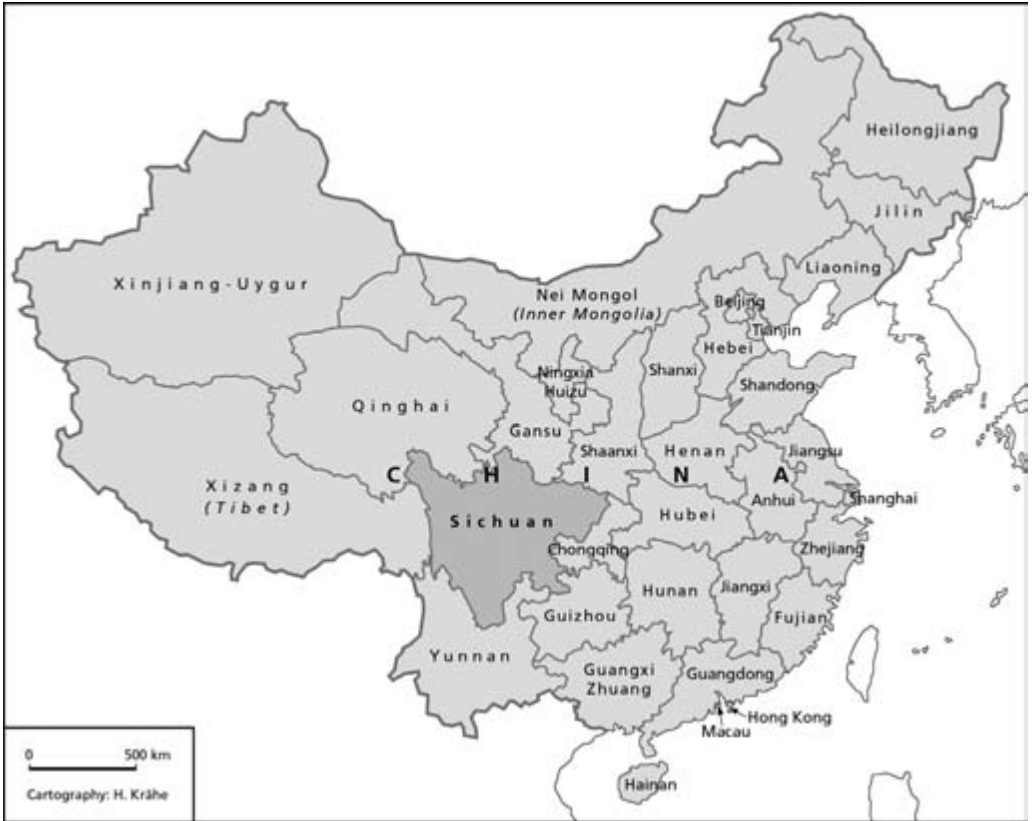 Heilongjiang
Jilin
Liaoning
Xinjiang-Uygur
Nei Mongol
(Inner Mongolia)
Beijing
Tianjin
Hebei
Shanxi
Ningxia
Huizu
Shandong
Qinghai
Gansu
Shaanxi
Henan
Jiangsu
C H I N A
Xizang
(Tibet)
Anhui
Shanghai
Sichuan
Hubei
Chongqing
Zhejiang
Hunan
Jiangxi
Guizhou
Fujian
Yunnan
Guangxi
Zhuang
Guangdong
Hong Kong
Macau
Hainan
0 500 km
Cartography: H. Krähe